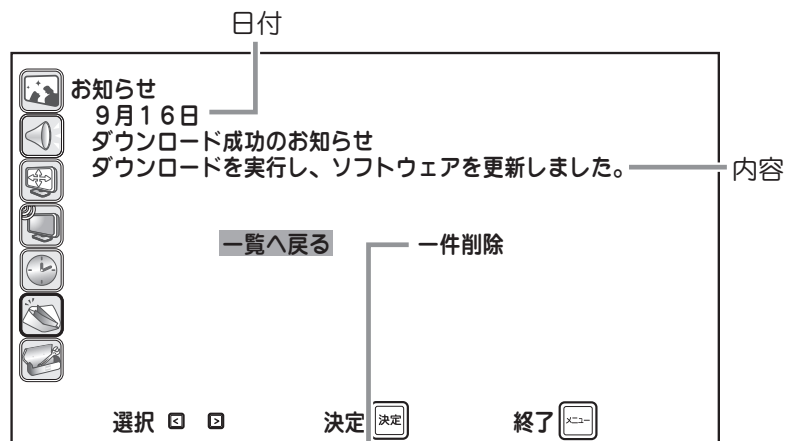 日付
お知らせ
９月１６日
ダウンロード成功のお知らせ
ダウンロードを実行し、ソフトウェアを更新しました。
内容
一覧へ戻る 一件削除
選択 決定 決定 終了 メニュー